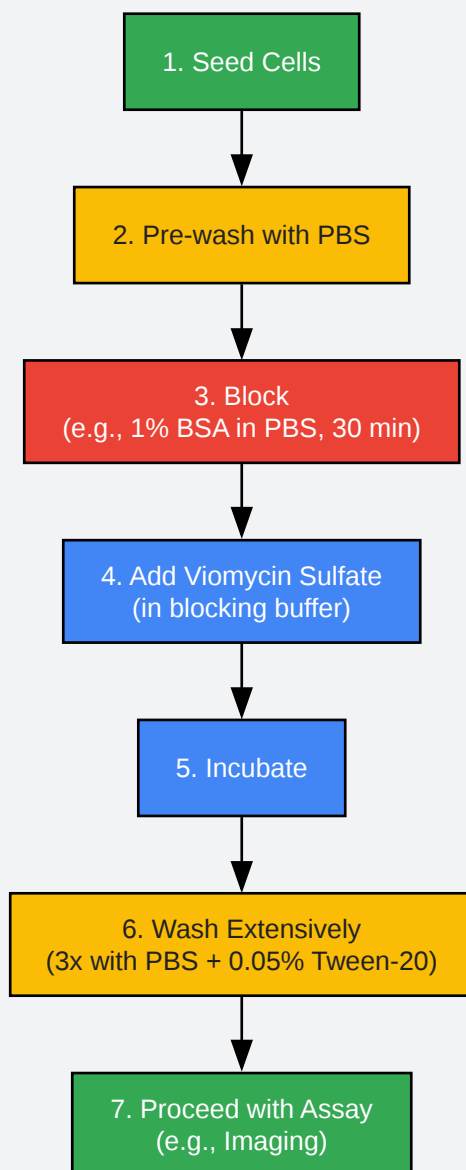 1. Seed Cells
2. Pre-wash with PBS
3. Block
(e.g., 1% BSA in PBS, 30 min)
4. Add Viomycin Sulfate
(in blocking buffer)
5. Incubate
6. Wash Extensively
(3x with PBS + 0.05% Tween-20)
7. Proceed with Assay
(e.g., Imaging)